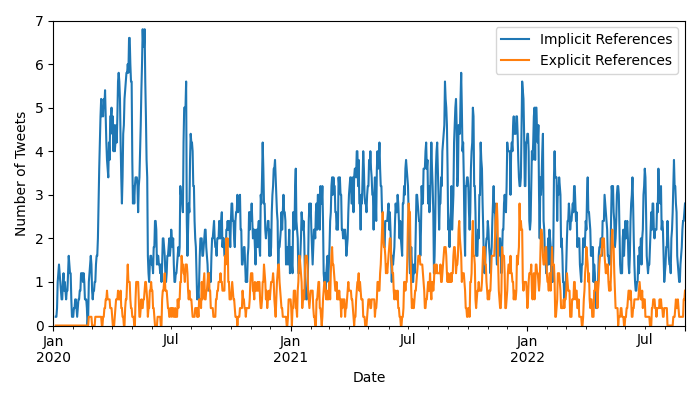 Implicit References
Explicit References
Number of Tweets
7
6
5
4
3
2
1
0
Jan Jul Jan Jul Jan Jul
2020 2021 2022
Date